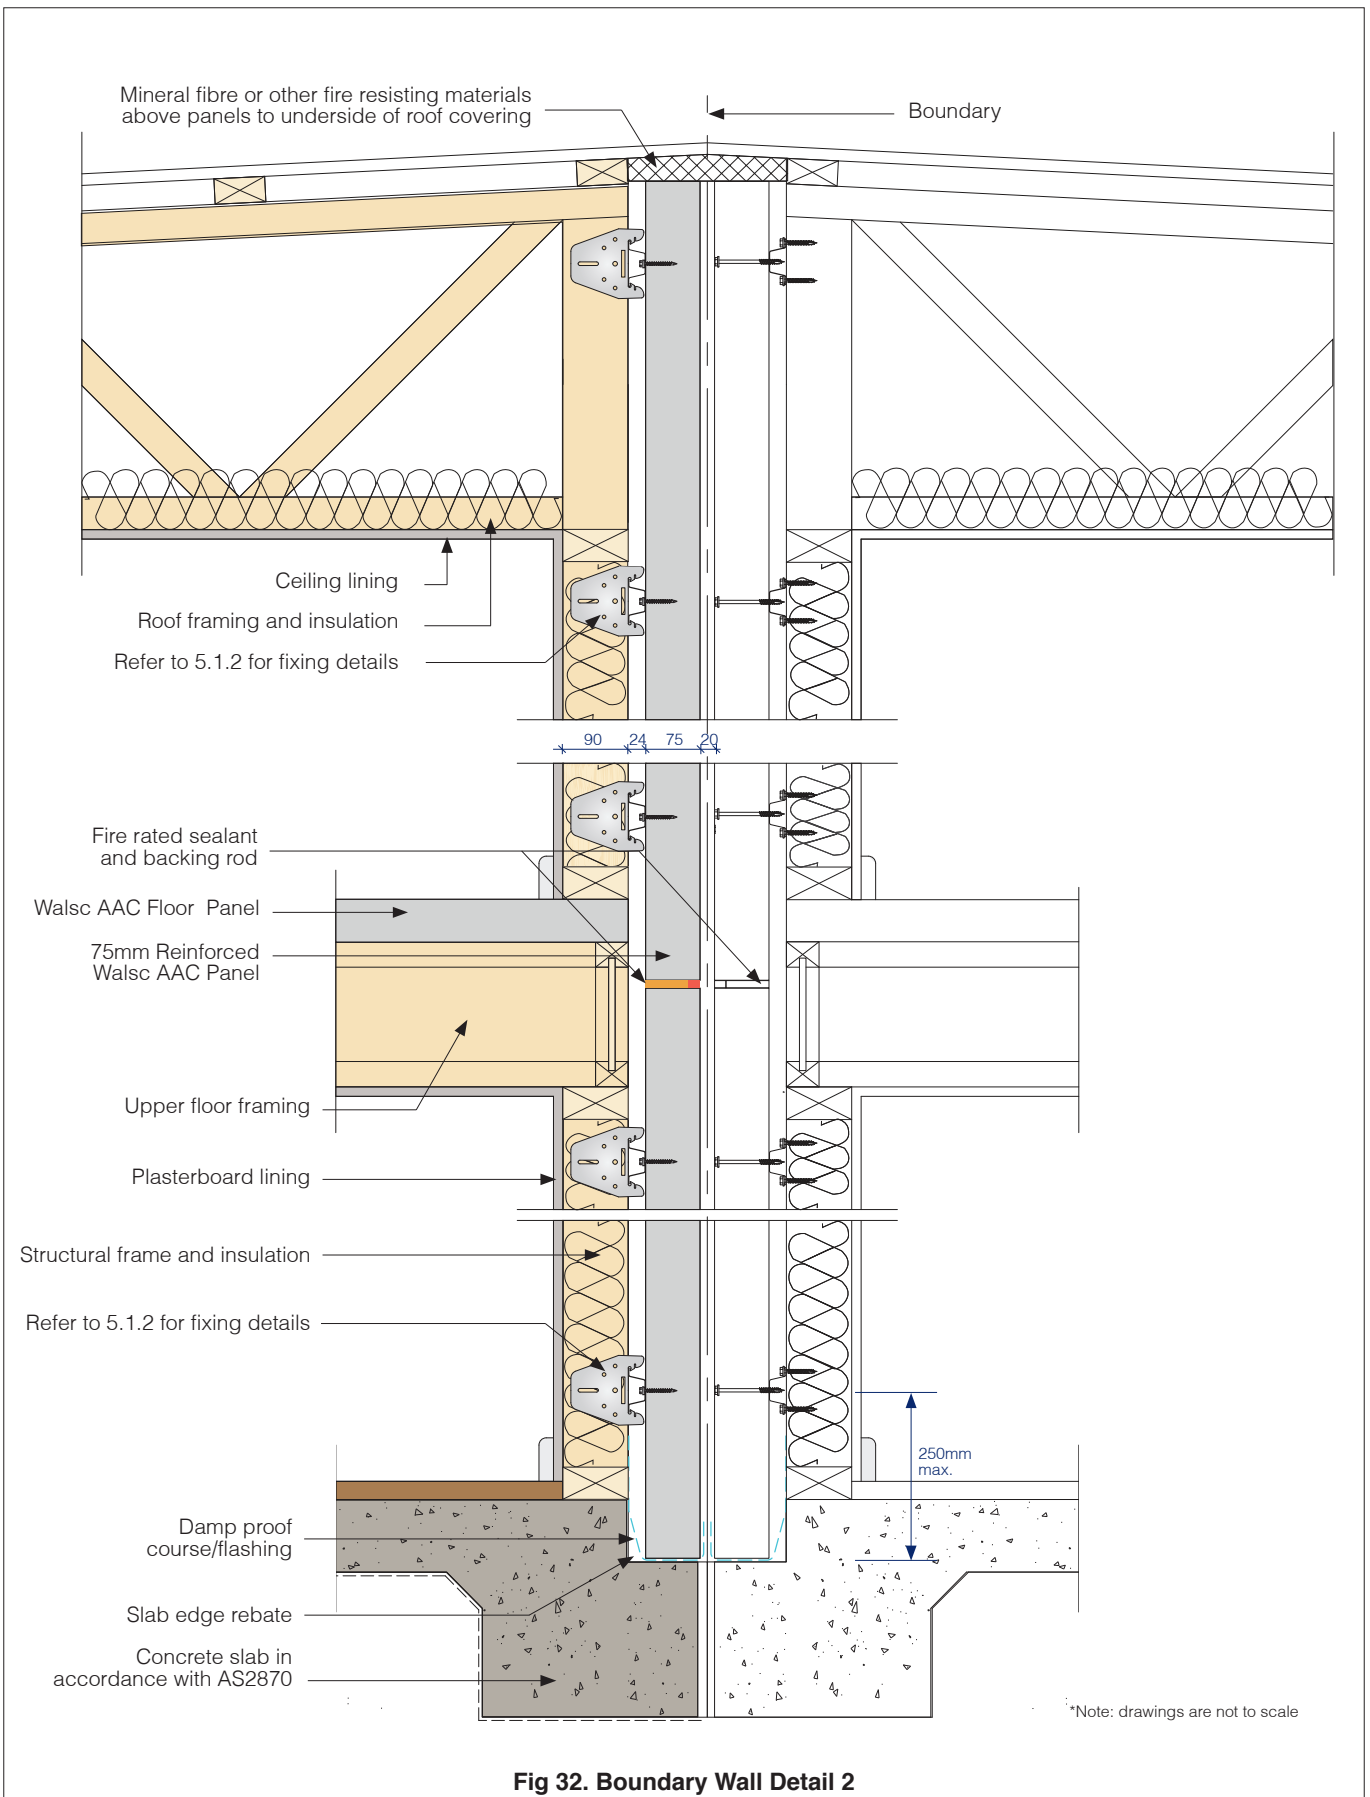 Mineral fibre or other fire resisting materials
above panels to underside of roof covering
Boundary
Ceiling lining
Roof framing and insulation
Refer to 5.1.2 for fixing details
90 24 75 20
Fire rated sealant
and backing rod
Walsc AAC Floor Panel
75mm Reinforced
Walsc AAC Panel
Upper floor framing
Plasterboard lining
Structural frame and insulation
Refer to 5.1.2 for fixing details
250mm
max.
Damp proof
course/flashing
Slab edge rebate
Concrete slab in
accordance with AS2870
*Note: drawings are not to scale
Fig 32. Boundary Wall Detail 2